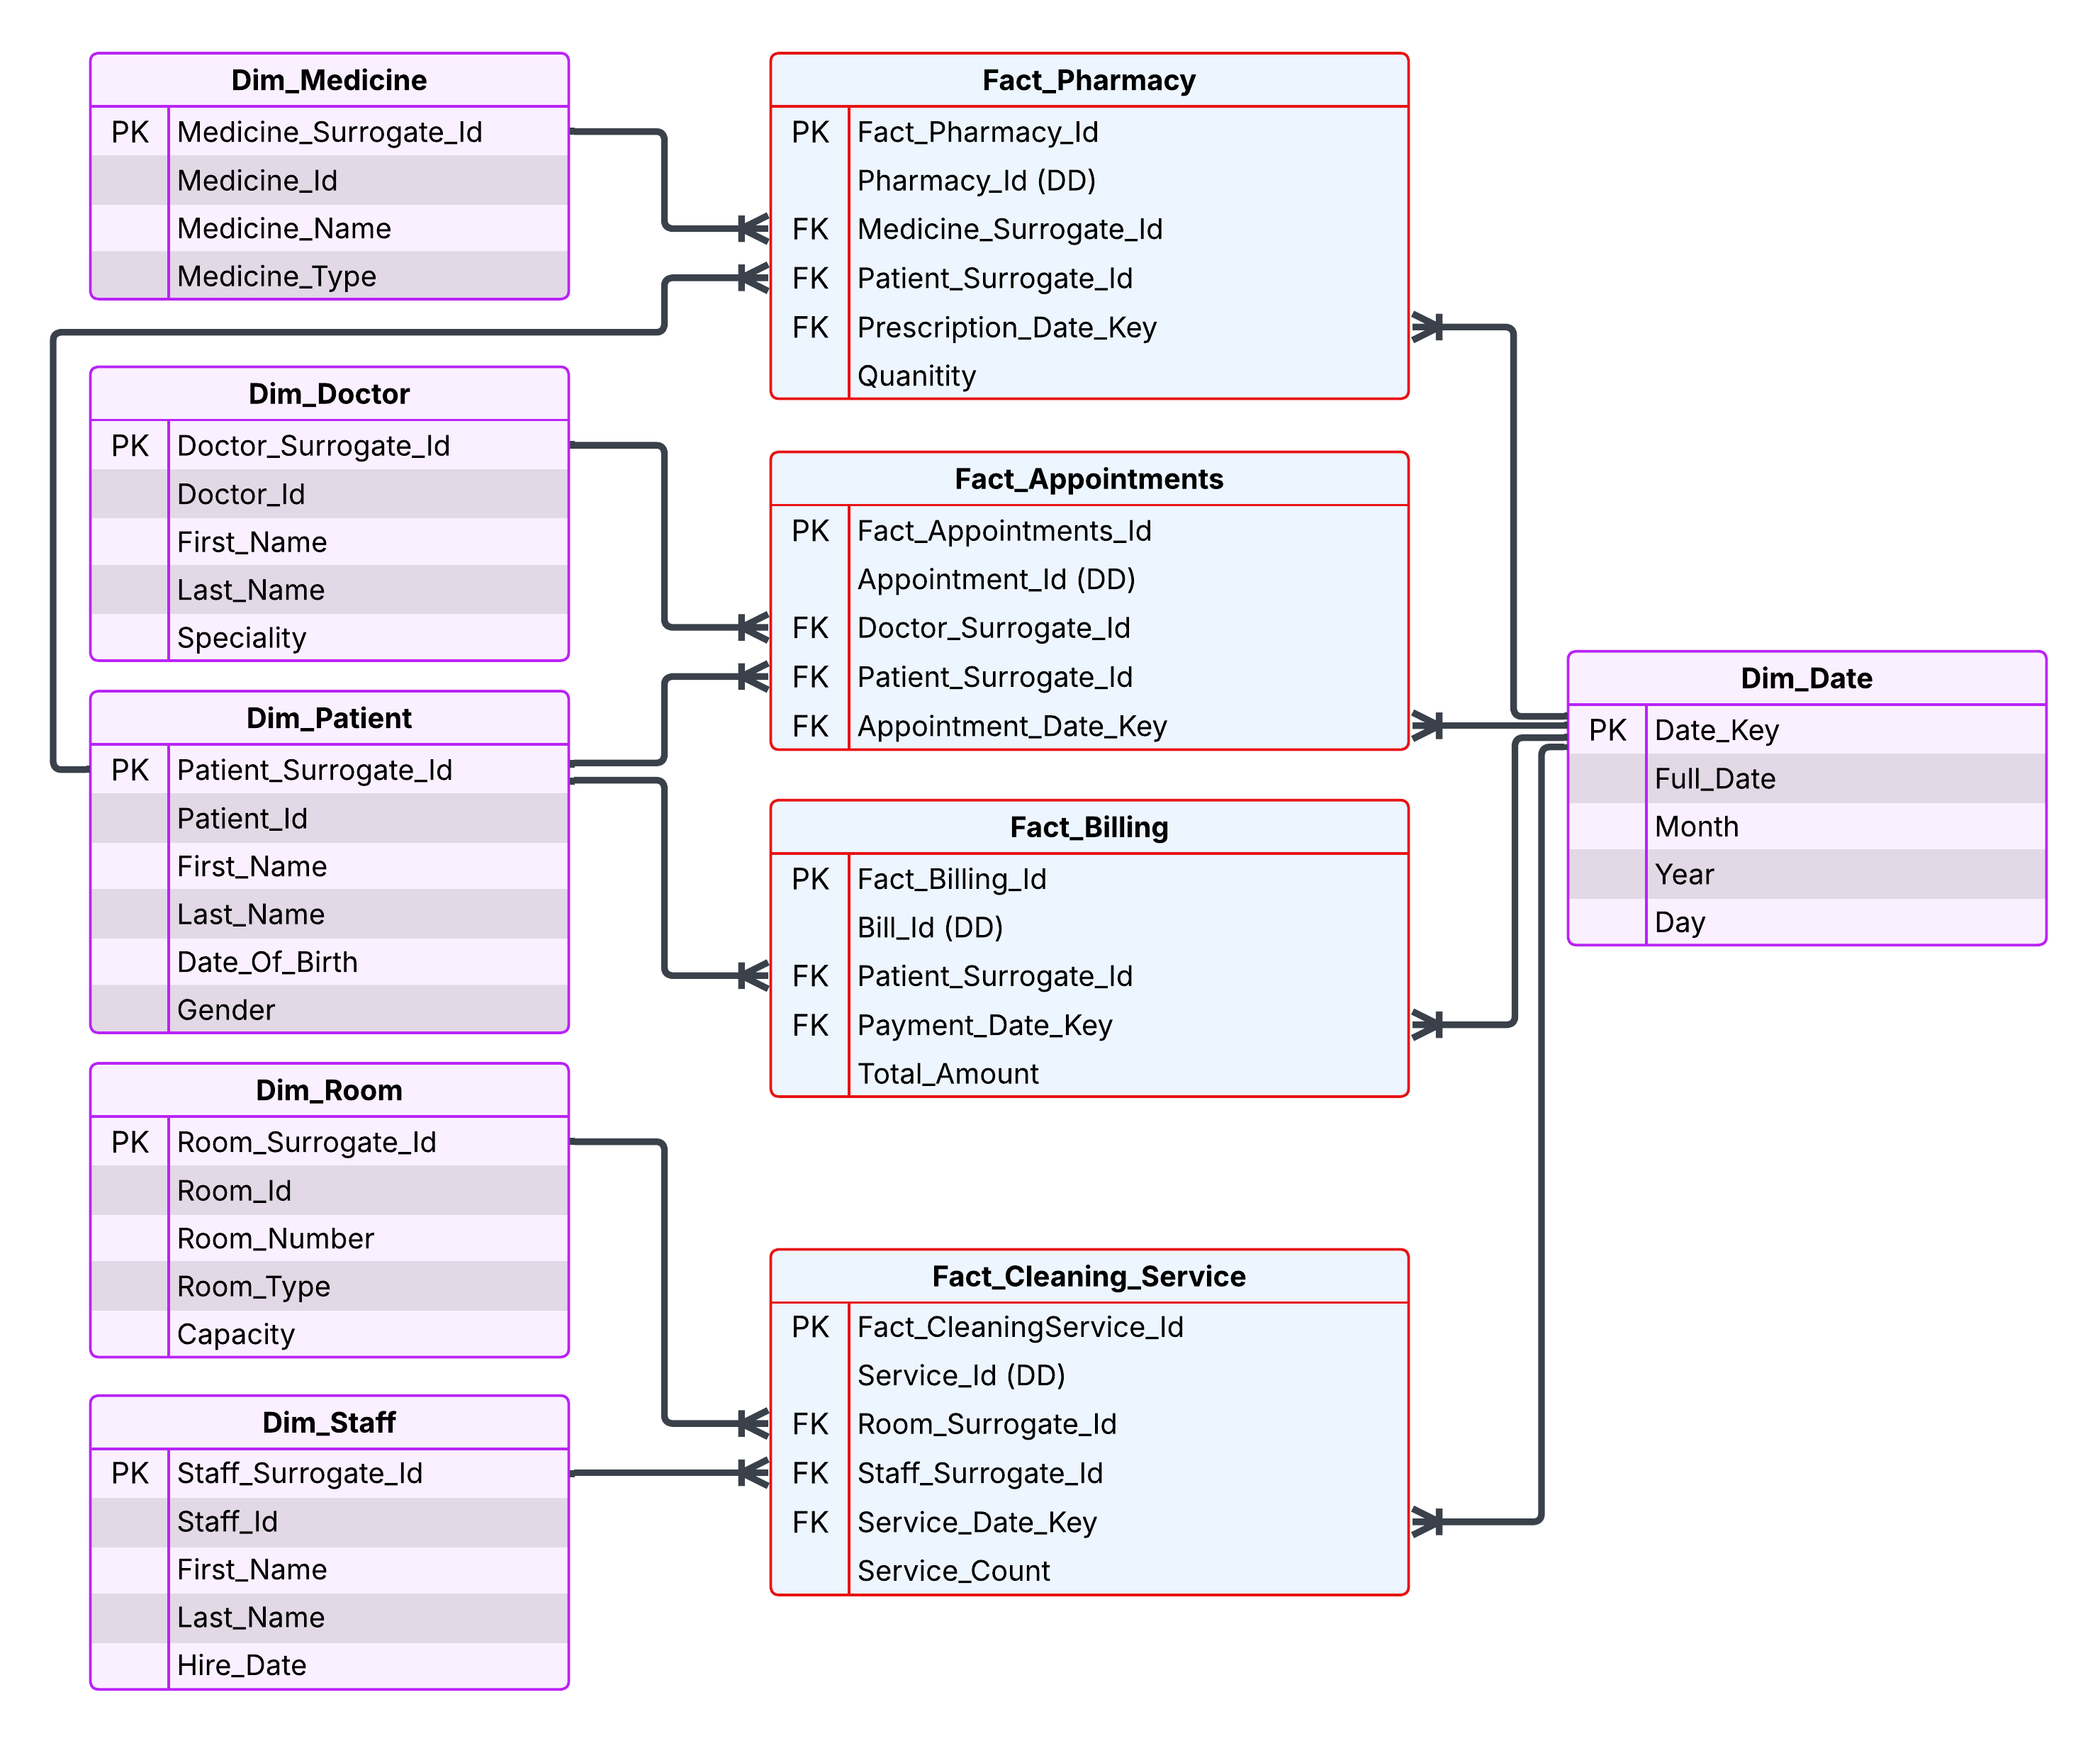 Dim_Medicine
PK Medicine_Surrogate_Id
Medicine_Id
Medicine_Name
Medicine_Type
Dim_Doctor
PK Doctor_Surrogate_Id
Doctor_Id
First_Name
Last_Name
Speciality
Dim_Patient
PK Patient_Surrogate_Id
Patient_Id
First_Name
Last_Name
Date_Of_Birth
Gender
Dim_Room
PK Room_Surrogate_Id
Room_Id
Room_Number
Room_Type
Capacity
Dim_Staff
PK Staff_Surrogate_Id
Staff_Id
First_Name
Last_Name
Hire_Date
Fact_Pharmacy
PK Fact_Pharmacy_Id
Pharmacy_Id (DD)
FK Medicine_Surrogate_Id
FK Patient_Surrogate_Id
FK Prescription_Date_Key
Quanitity
Fact_Appointments
PK Fact_Appointments_Id
Appointment_Id (DD)
FK Doctor_Surrogate_Id
FK Patient_Surrogate_Id
FK Appointment_Date_Key
Fact_Billing
PK Fact_Billing_Id
Bill_Id (DD)
FK Patient_Surrogate_Id
FK Payment_Date_Key
Total_Amount
Fact_Cleaning_Service
PK Fact_CleaningService_Id
Service_Id (DD)
FK Room_Surrogate_Id
FK Staff_Surrogate_Id
FK Service_Date_Key
Service_Count
Dim_Date
PK Date_Key
Full_Date
Month
Year
Day